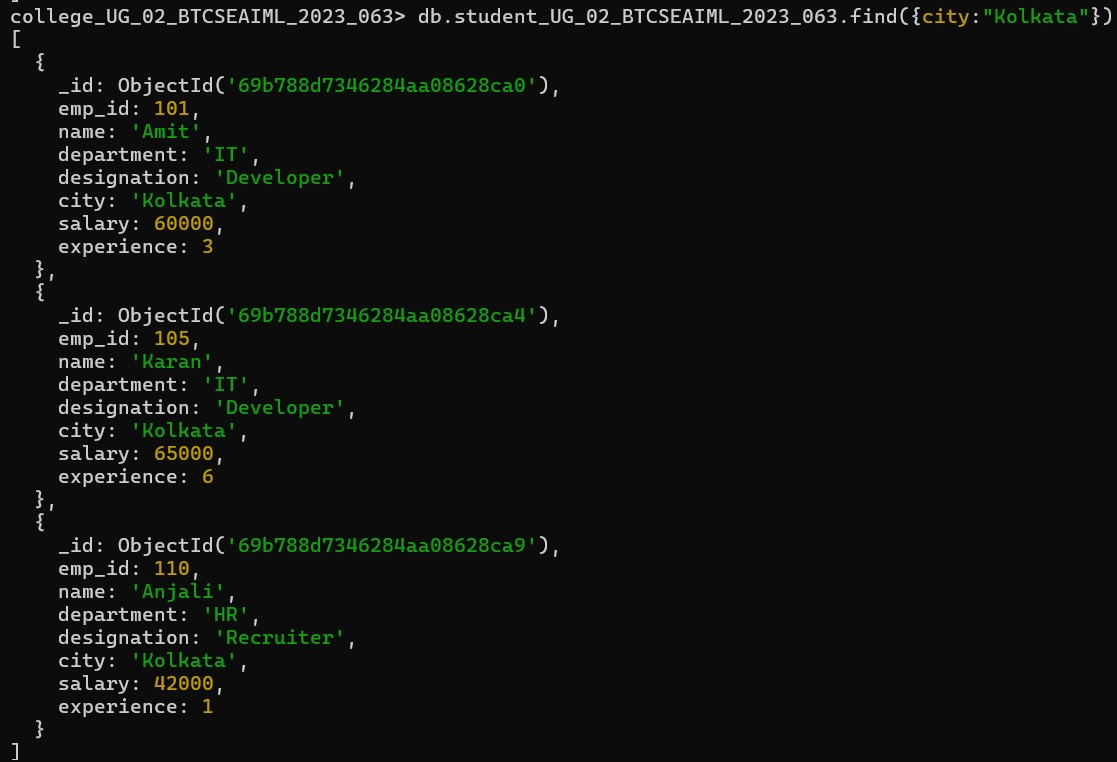 college_UG_02_BTCSEAIML_2023_063> db.student_UG_02_BTCSEAIML_2023_063.find({city:"Kolkata"})
[
  {
    _id: ObjectId('69b788d7346284aa08628ca0'),
    emp_id: 101,
    name: 'Amit',
    department: 'IT',
    designation: 'Developer',
    city: 'Kolkata',
    salary: 60000,
    experience: 3
  },
  {
    _id: ObjectId('69b788d7346284aa08628ca4'),
    emp_id: 105,
    name: 'Karan',
    department: 'IT',
    designation: 'Developer',
    city: 'Kolkata',
    salary: 65000,
    experience: 6
  },
  {
    _id: ObjectId('69b788d7346284aa08628ca9'),
    emp_id: 110,
    name: 'Anjali',
    department: 'HR',
    designation: 'Recruiter',
    city: 'Kolkata',
    salary: 42000,
    experience: 1
  }
]